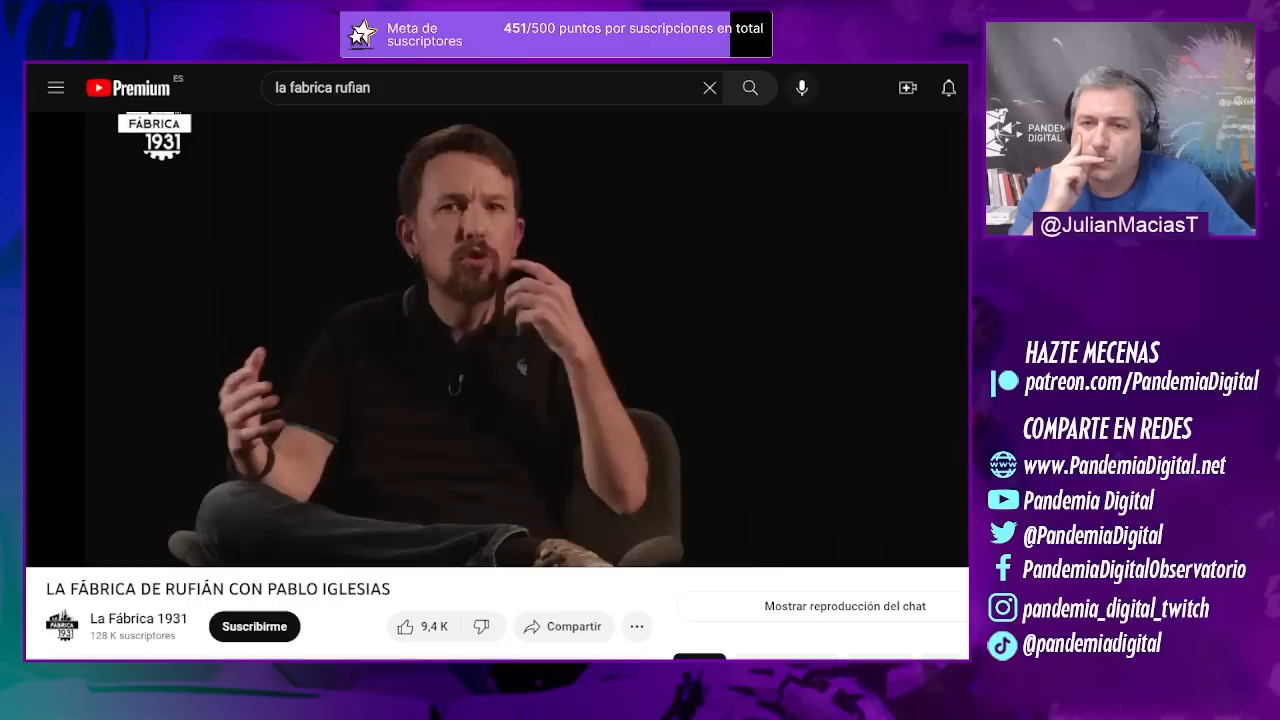 Meta de
suscriptores
451/500 puntos por suscripciones en total
Premium ES
la fabrica rufian
FÁBRICA
1931
PANDEM
DIGITAL
@JulianMaciasT
HAZTE MECENAS
patreon.com/PandemiaDigital
COMPARTE EN REDES
www.PandemiaDigital.net
Pandemia Digital
@PandemiaDigital
PandemiaDigitalObservatorio
pandemia_digital_twitch
@pandemiadigital
LA FÁBRICA DE RUFIÁN CON PABLO IGLESIAS
La Fábrica 1931
128 K suscriptores
Suscribirme
9,4 K
Compartir
Mostrar reproducción del chat